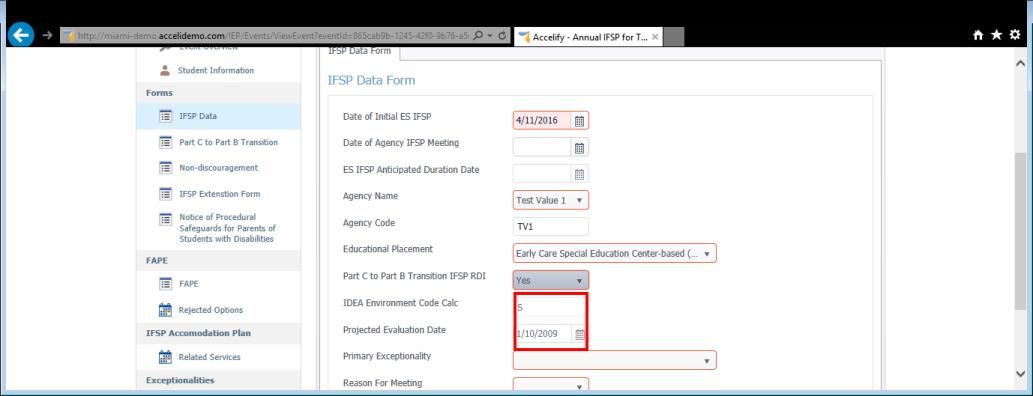 http://miami-demo.accelidemo.com/IEP/Events/ViewEvent?eventId=865cab9b-1245-42f0-9b76-a5
Accelify - Annual IFSP for T...
Event Overview
Student Information
Forms
IFSP Data
Part C to Part B Transition
Non-discouragement
IFSP Extenstion Form
Notice of Procedural
Safeguards for Parents of
Students with Disabilities
FAPE
FAPE
Rejected Options
IFSP Accomodation Plan
Related Services
Exceptionalities
IFSP Data Form
IFSP Data Form
Date of Initial ES IFSP 4/11/2016
Date of Agency IFSP Meeting
ES IFSP Anticipated Duration Date
Agency Name Test Value 1
Agency Code TV1
Educational Placement Early Care Special Education Center-based (...
Part C to Part B Transition IFSP RDI Yes
IDEA Environment Code Calc S
Projected Evaluation Date 1/10/2009
Primary Exceptionality
Reason For Meeting